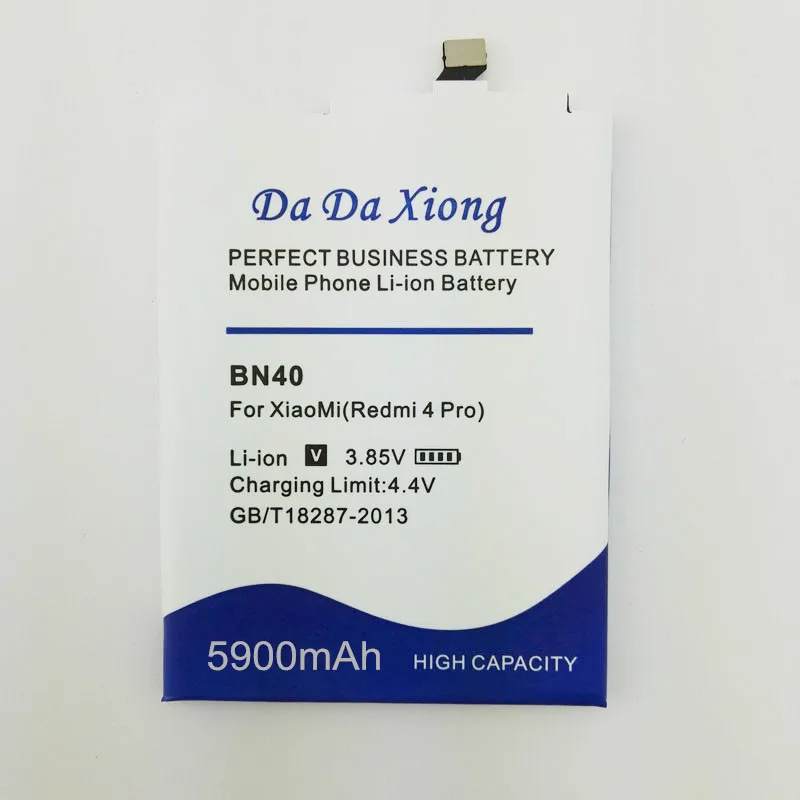 Da Da Xiong
PERFECT BUSINESS BATTERY
Mobile Phone Li-ion Battery
BN40
For XiaoMi(Redmi 4 Pro)
Li-ion V 3.85V
Charging Limit:4.4V
GB/T18287-2013
5900mAh HIGH CAPACITY